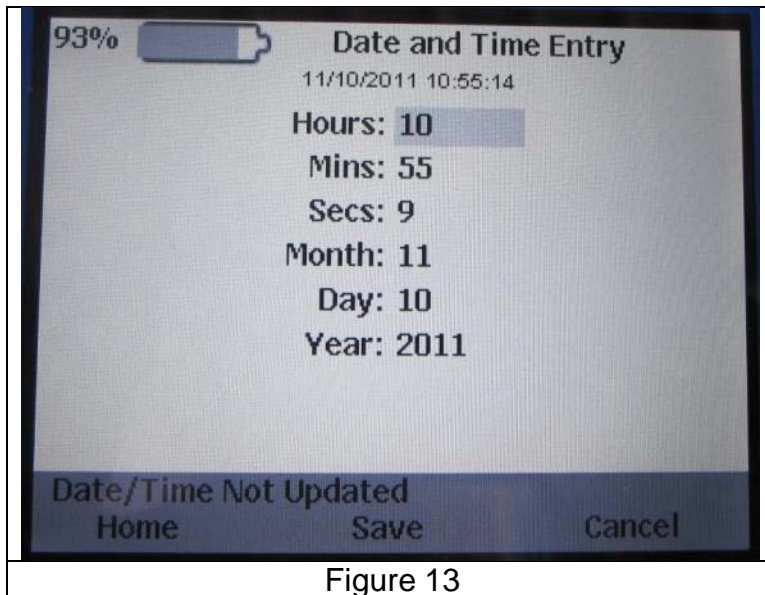 93% Date and Time Entry
11/10/2011 10:55:14
Hours: 10
Mins: 55
Secs: 9
Month: 11
Day: 10
Year: 2011
Date/Time Not Updated
Home Save Cancel
Figure 13